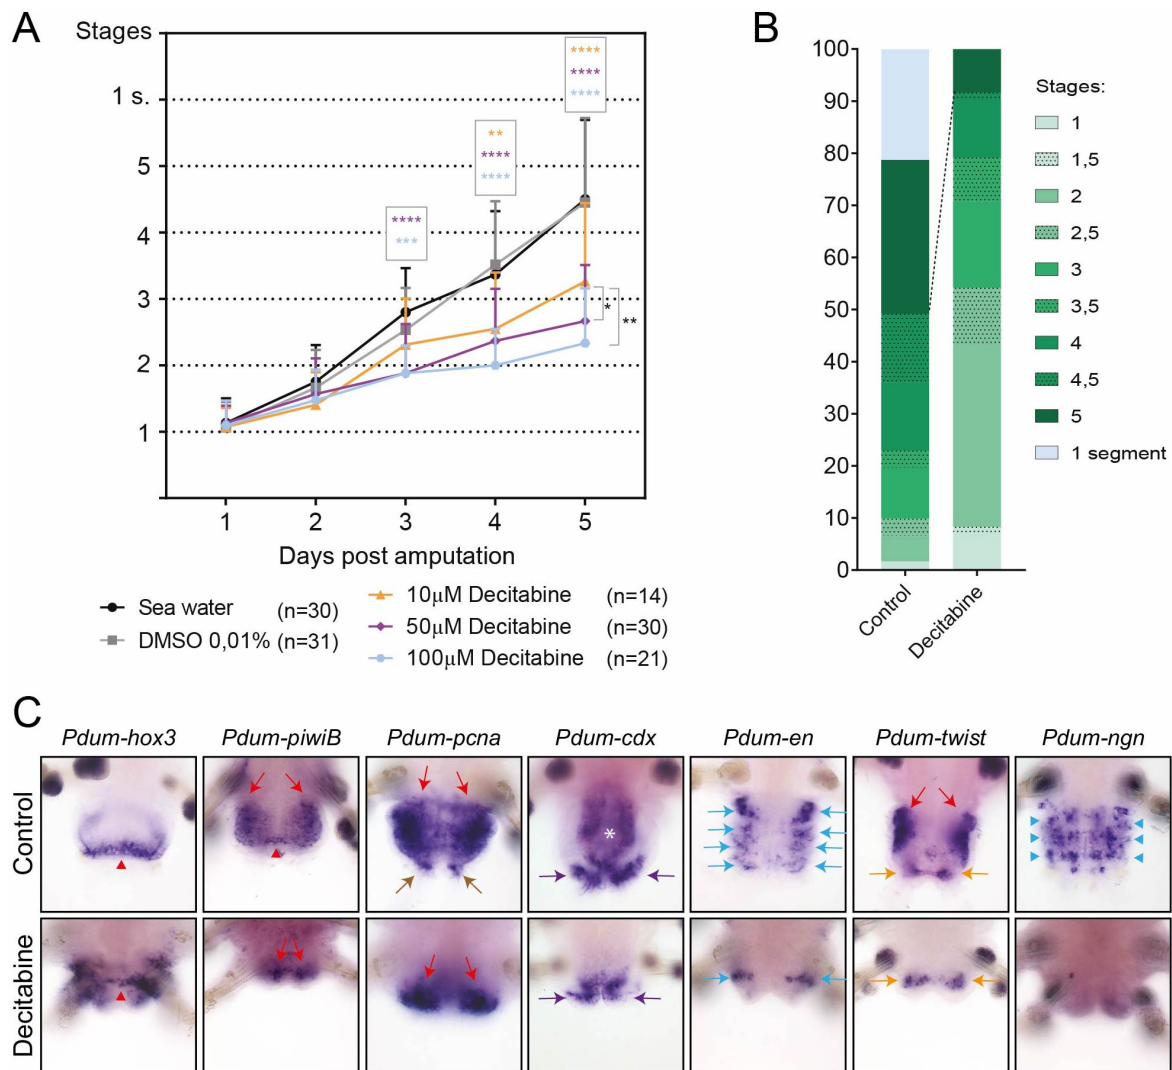 A
Stages
1 s.
5
4
3
2
1
****
****
****
**
****
****
****
***
*
**
1 2 3 4 5
Days post amputation
Sea water (n=30)
DMSO 0,01% (n=31)
10μM Decitabine (n=14)
50μM Decitabine (n=30)
100μM Decitabine (n=21)
B
100
90
80
70
60
50
40
30
20
10
0
Control
Decitabine
Stages:
1
1,5
2
2,5
3
3,5
4
4,5
5
1 segment
C
Pdum-hox3 Pdum-piwiB Pdum-pcna Pdum-cdx Pdum-en Pdum-twist Pdum-ngn
Control
*
Decitabine